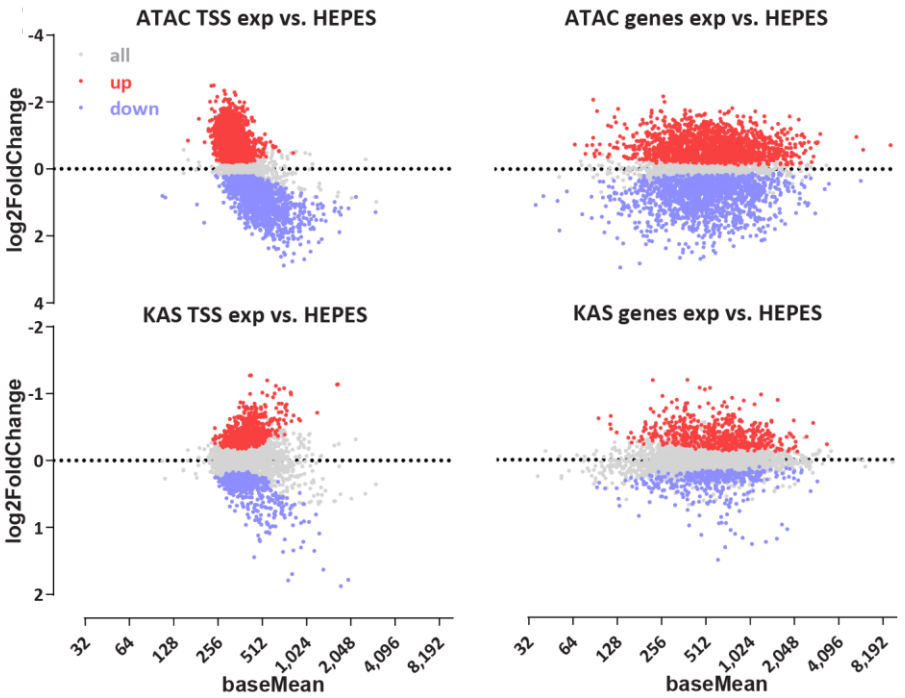 ATAC TSS exp vs. HEPES
ATAC genes exp vs. HEPES
-4
-2
0
2
4
log2FoldChange
all
up
down
KAS TSS exp vs. HEPES
KAS genes exp vs. HEPES
-2
-1
0
1
2
log2FoldChange
32 64 128 256 512 1,024 2,048 4,096 8,192
baseMean
32 64 128 256 512 1,024 2,048 4,096 8,192
baseMean